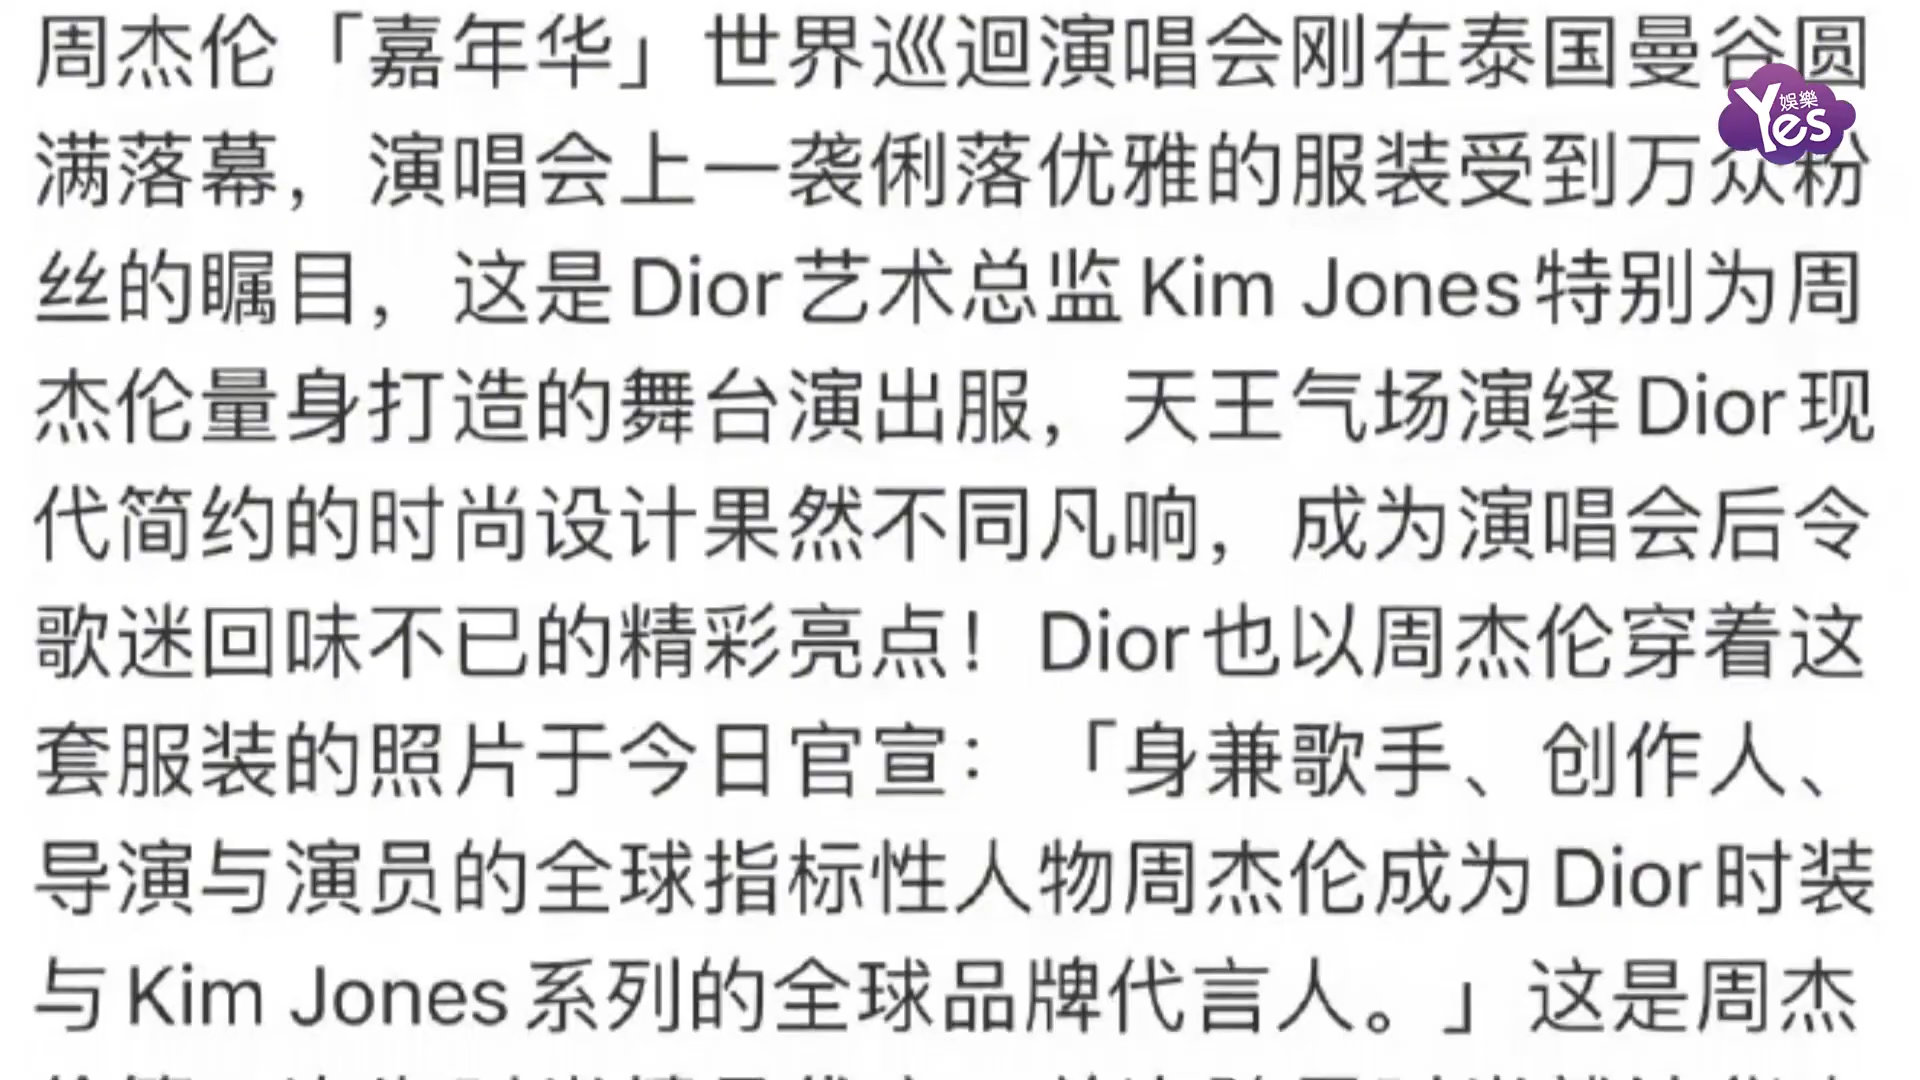 周杰伦「嘉年华」世界巡迴演唱会刚在泰国曼谷圆
满落幕，演唱会上一袭俐落优雅的服装受到万众粉
丝的瞩目，这是Dior艺术总监Kim Jones特别为周
杰伦量身打造的舞台演出服，天王气场演绎Dior现
代简约的时尚设计果然不同凡响，成为演唱会后令
歌迷回味不已的精彩亮点！Dior也以周杰伦穿着这
套服装的照片于今日官宣：「身兼歌手、创作人、
导演与演员的全球指标性人物周杰伦成为Dior时装
与Kim Jones系列的全球品牌代言人。」这是周杰
Yes 娛樂